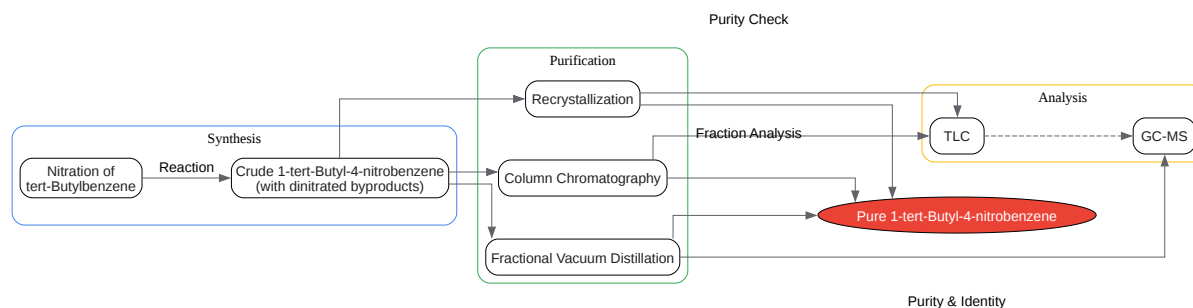 Purity Check
Purification
Recrystallization
Analysis
Synthesis
Fraction Analysis
TLC
GC-MS
Nitration of
tert-Butylbenzene
Reaction
Crude 1-tert-Butyl-4-nitrobenzene
(with dinitrated byproducts)
Column Chromatography
Pure 1-tert-Butyl-4-nitrobenzene
Fractional Vacuum Distillation
Purity & Identity